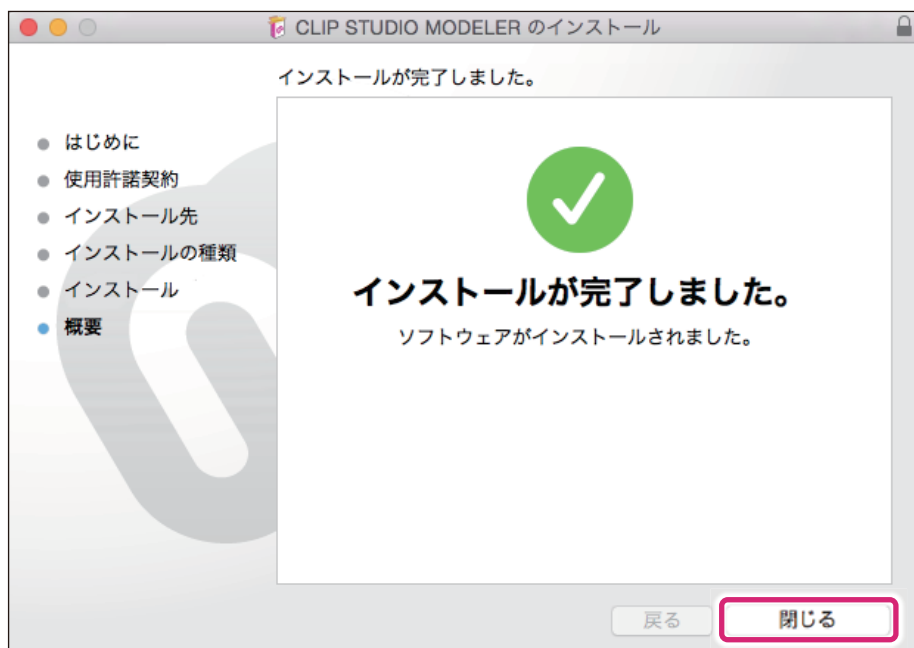 CLIP STUDIO MODELER のインストール
インストールが完了しました。
はじめに
使用許諾契約
インストール先
インストールの種類
インストール
概要
インストールが完了しました。
ソフトウェアがインストールされました。
戻る
閉じる